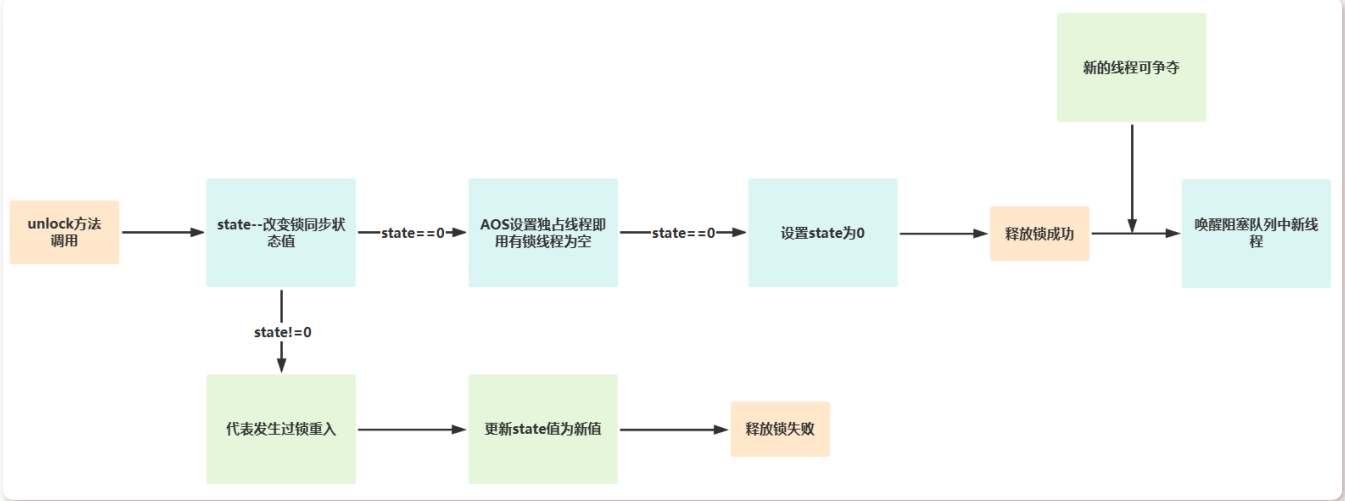 新的线程可争夺
unlock方法
调用
state--改变锁同步状
态值
state==0
AOS设置独占线程即
用有锁线程为空
state==0
设置state为0
释放锁成功
唤醒阻塞队列中新线
程
state!=0
代表发生过锁重入
更新state值为新值
释放锁失败